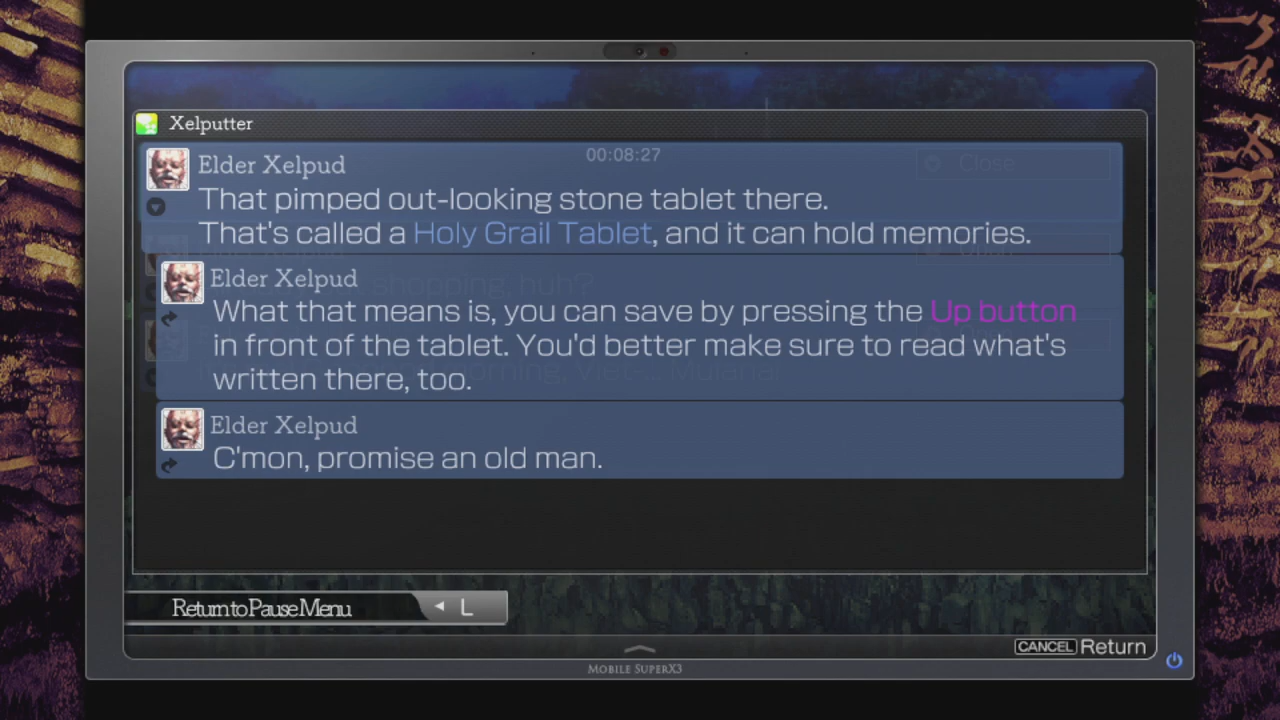 Xelputter
Elder Xelpud
00:08:27
Close
That pimped out-looking stone tablet there.
That's called a Holy Grail Tablet, and it can hold memories.
Elder Xelpud
shopping, buh?
What that means is, you can save by pressing the Up button
in front of the tablet. You'd better make sure to read what's
written there, too.
Elder Xelpud
C'mon, promise an old man.
Return to Pause Menu
L
CANCEL Return
MOBILE SUPERX3